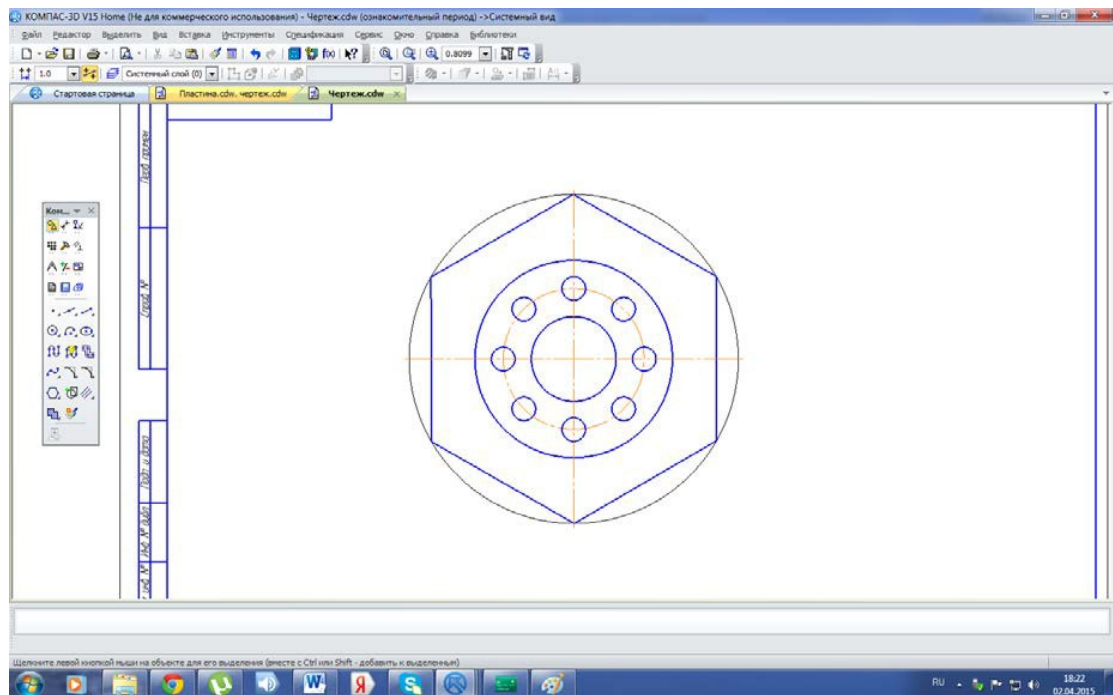 КОМПАС-3D V15 Home (Не для коммерческого использования) - Чертеж.cdw (ознакомительный период) ->Системный вид
Файл Редактор Выделить Вид Вставка Инструменты Спецификация Сервис Окно Справка Библиотеки
0.8099
1.0 Системный слой (0)
Стартовая страница Пластина.cdw. чертеж.cdw Чертеж.cdw
Перв. примен.
Ком...
Справ. №
Подп. и дата
Инв. № дубл.
инв. №
Щелкните левой кнопкой мыши на объекте для его выделения (вместе с Ctrl или Shift - добавить к выделенным)
RU 18:22
02.04.2015